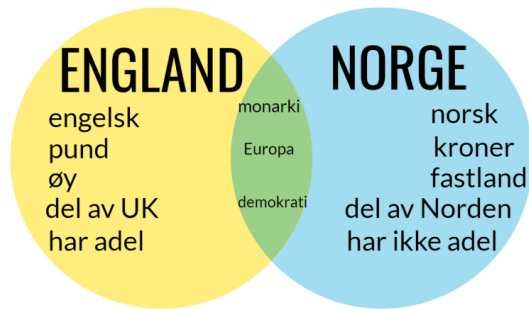 ENGLAND
engelsk
pund
øy
del av UK
har adel
monarki
Europa
demokrati
NORGE
norsk
kroner
fastland
del av Norden
har ikke adel